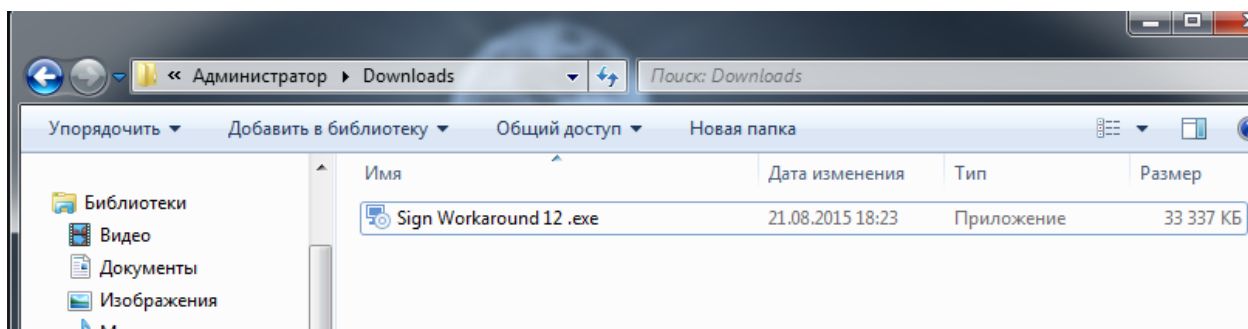 « Администратор Downloads
Поиск: Downloads
Упорядочить Добавить в библиотеку Общий доступ Новая папка
Имя Дата изменения Тип Размер
Библиотеки
Sign Workaround 12 .exe 21.08.2015 18:23 Приложение 33 337 КБ
Видео
Документы
Изображения